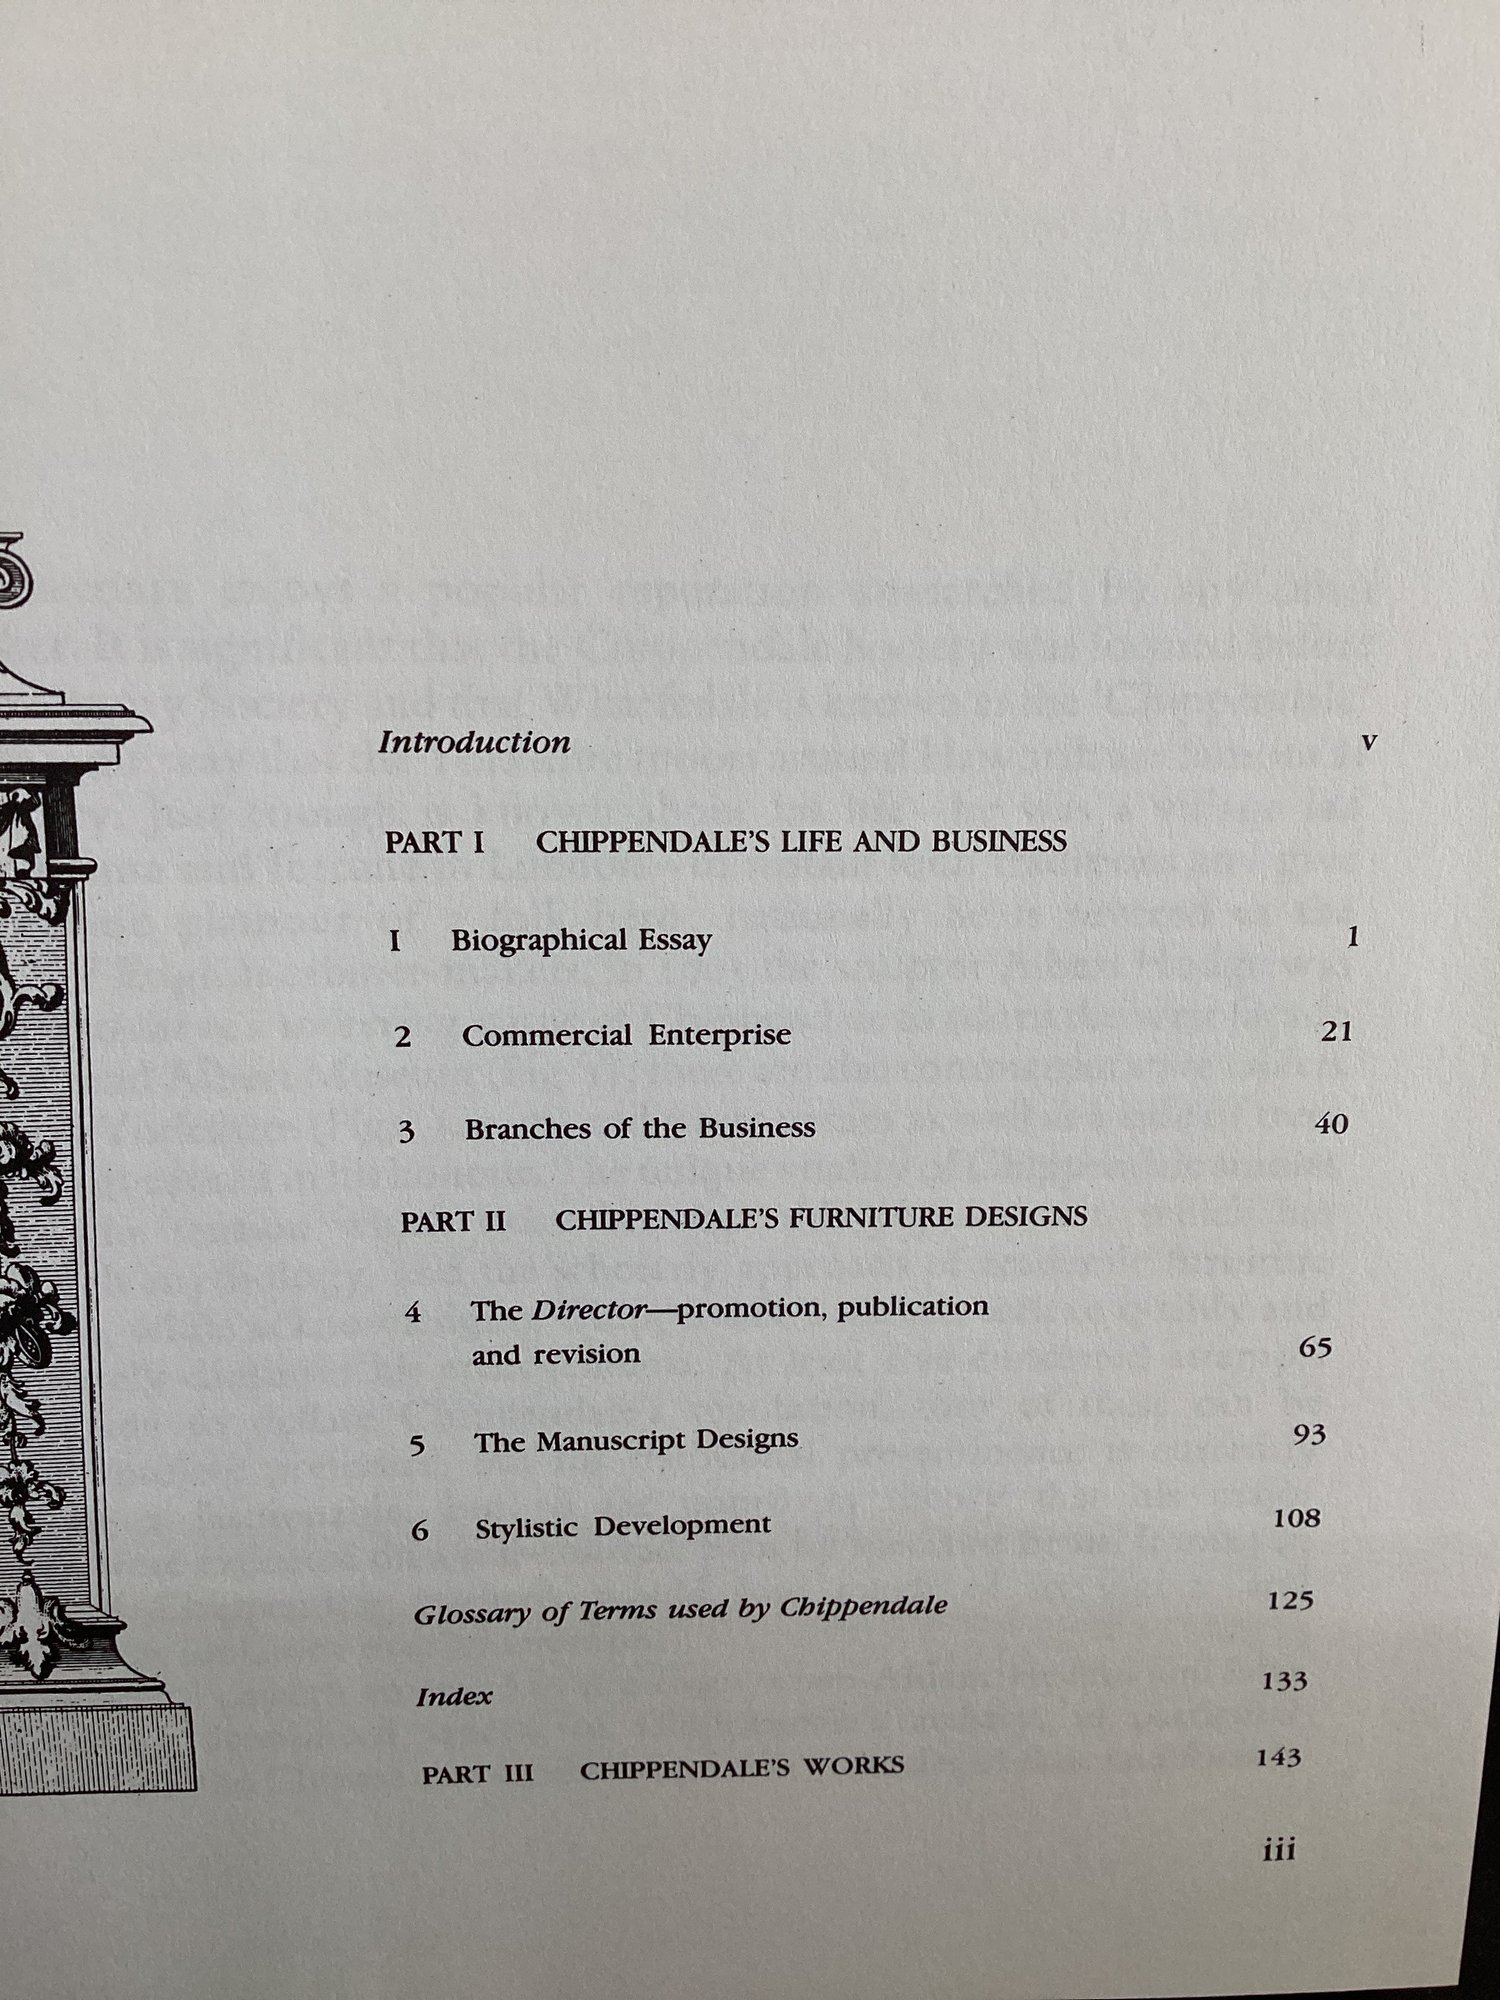 Introduction v
PART I CHIPPENDALE'S LIFE AND BUSINESS
I Biographical Essay 1
2 Commercial Enterprise 21
3 Branches of the Business 40
PART II CHIPPENDALE'S FURNITURE DESIGNS
4 The Director—promotion, publication
and revision 65
5 The Manuscript Designs 93
6 Stylistic Development 108
Glossary of Terms used by Chippendale 125
Index 133
PART III CHIPPENDALE'S WORKS 143
iii